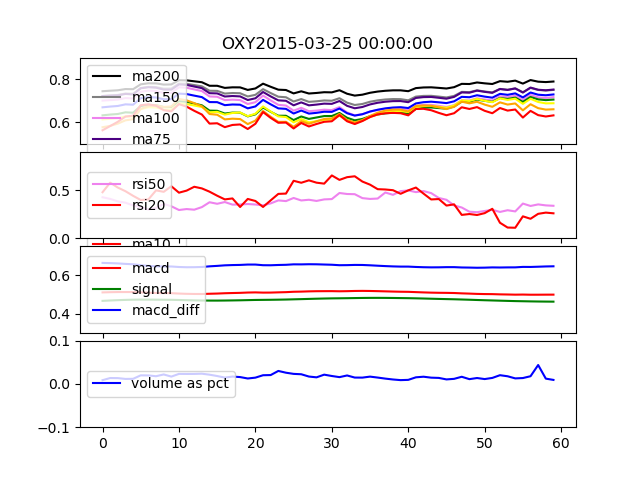 OXY2015-03-25 00:00:00
0.8
0.6
ma200
ma150
ma100
ma75
0.5
0.0
rsi50
rsi20
ma10
0.6
0.4
macd
signal
macd_diff
0.1
0.0
−0.1
volume as pct
0 10 20 30 40 50 60